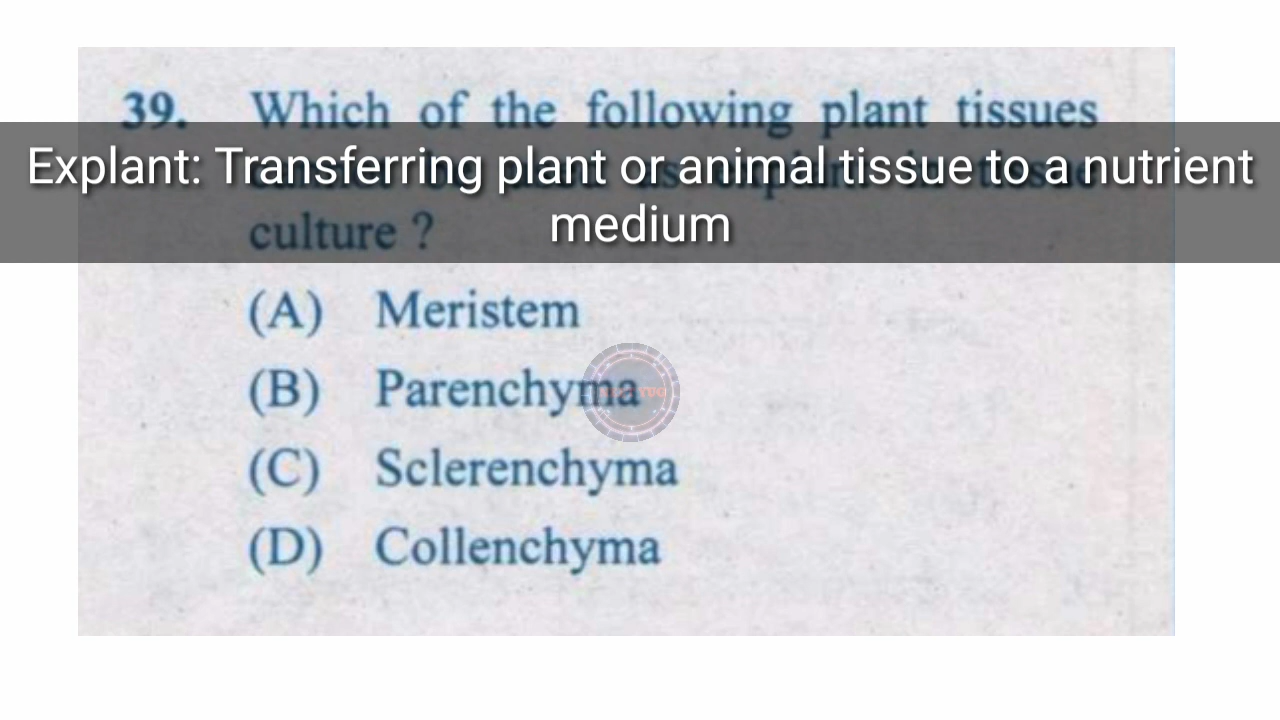 39. Which of the following plant tissues
Explant: Transferring plant or animal tissue to a nutrient
medium
culture ?
(A) Meristem
(B) Parenchyma
(C) Sclerenchyma
(D) Collenchyma